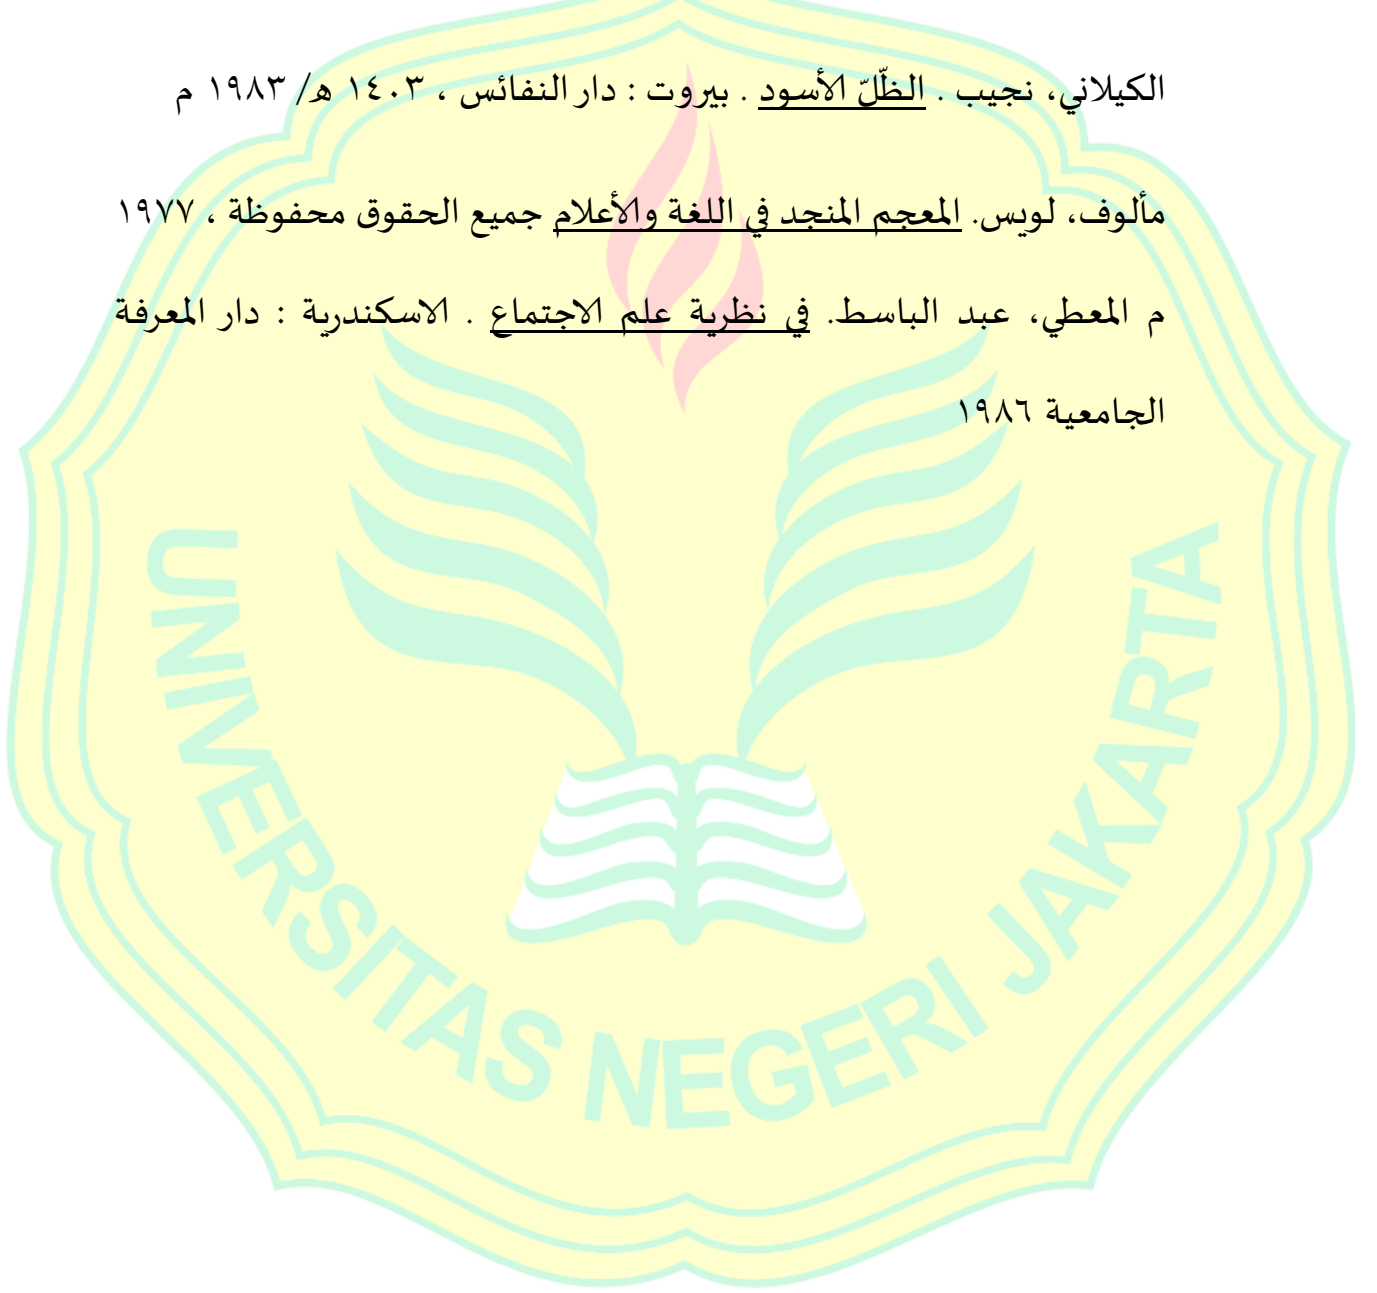 الكيلاني، نجيب . الظّلّ الأسود . بيروت : دار النفائس ، ١٤٠٣ ه/ ١٩٨٣ م
مألوف، لويس. المعجم المنجد في اللغة والأعلام جميع الحقوق محفوظة ، ١٩٧٧
م المعطي، عبد الباسط. في نظرية علم الاجتماع . الاسكندرية : دار المعرفة
الجامعية ١٩٨٦
UNIVERSITAS NEGERI JAKARTA